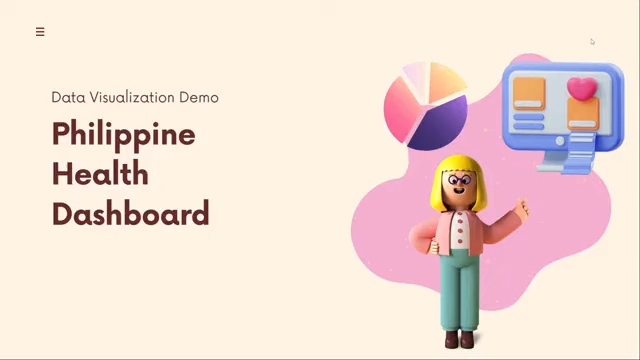 Data Visualization Demo
Philippine
Health
Dashboard